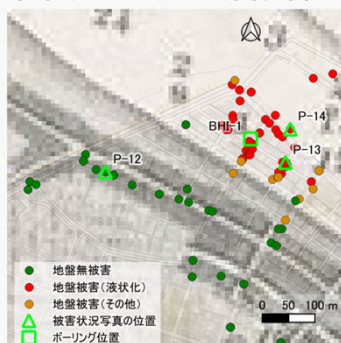 P-14
BHI-1
P-13
P-12
地盤無被害
地盤被害(液状化)
地盤被害(その他)
被害状況写真の位置
ボーリング位置
0 50 100 m